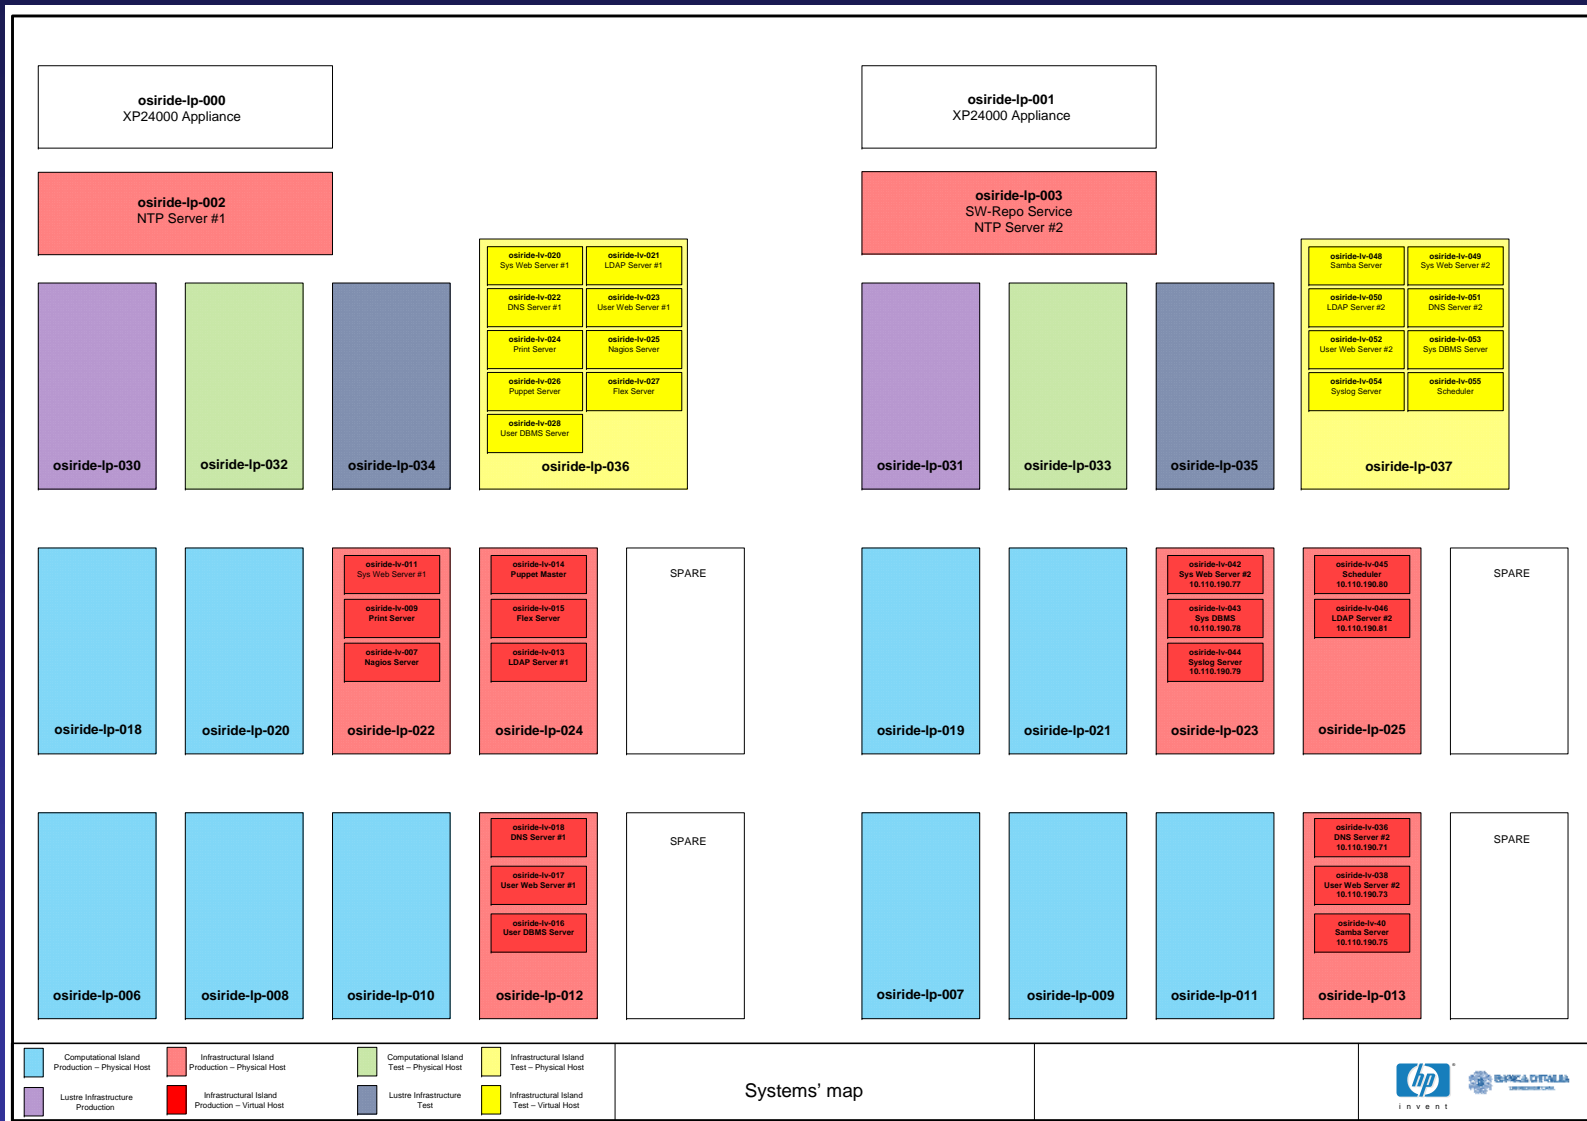 osiride-lp-000
XP24000 Appliance
osiride-lp-001
XP24000 Appliance
osiride-lp-002
NTP Server #1
osiride-lp-003
SW-Repo Service
NTP Server #2
osiride-lp-030
osiride-lp-032
osiride-lp-034
osiride-lv-020
Sys Web Server #1
osiride-lv-021
LDAP Server #1
osiride-lv-022
DNS Server #1
osiride-lv-023
User Web Server #1
osiride-lv-024
Print Server
osiride-lv-025
Nagios Server
osiride-lv-026
Puppet Server
osiride-lv-027
Flex Server
osiride-lv-028
User DBMS Server
osiride-lp-036
osiride-lp-031
osiride-lp-033
osiride-lp-035
osiride-lv-048
Samba Server
osiride-lv-049
Sys Web Server #2
osiride-lv-050
LDAP Server #2
osiride-lv-051
DNS Server #2
osiride-lv-052
User Web Server #2
osiride-lv-053
Sys DBMS Server
osiride-lv-054
Syslog Server
osiride-lv-055
Scheduler
osiride-lp-037
osiride-lp-018
osiride-lp-020
osiride-lv-011
Sys Web Server #1
osiride-lv-009
Print Server
osiride-lv-007
Nagios Server
osiride-lp-022
osiride-lv-014
Puppet Master
osiride-lv-015
Flex Server
osiride-lv-013
LDAP Server #1
osiride-lp-024
SPARE
osiride-lp-019
osiride-lp-021
osiride-lv-042
Sys Web Server #2
10.110.190.77
osiride-lv-043
Sys DBMS
10.110.190.78
osiride-lv-044
Syslog Server
10.110.190.79
osiride-lp-023
osiride-lv-045
Scheduler
10.110.190.80
osiride-lv-046
LDAP Server #2
10.110.190.81
osiride-lp-025
SPARE
osiride-lp-006
osiride-lp-008
osiride-lp-010
osiride-lv-018
DNS Server #1
osiride-lv-017
User Web Server #1
osiride-lv-016
User DBMS Server
osiride-lp-012
SPARE
osiride-lp-007
osiride-lp-009
osiride-lp-011
osiride-lv-036
DNS Server #2
10.110.190.71
osiride-lv-038
User Web Server #2
10.110.190.73
osiride-lv-40
Samba Server
10.110.190.75
osiride-lp-013
SPARE
Computational Island
Production – Physical Host
Infrastructural Island
Production – Physical Host
Computational Island
Test – Physical Host
Infrastructural Island
Test – Physical Host
Lustre Infrastructure
Production
Infrastructural Island
Production – Virtual Host
Lustre Infrastructure
Test
Infrastructural Island
Test – Virtual Host
Systems' map
hp
invent
BANCA D'ITALIA